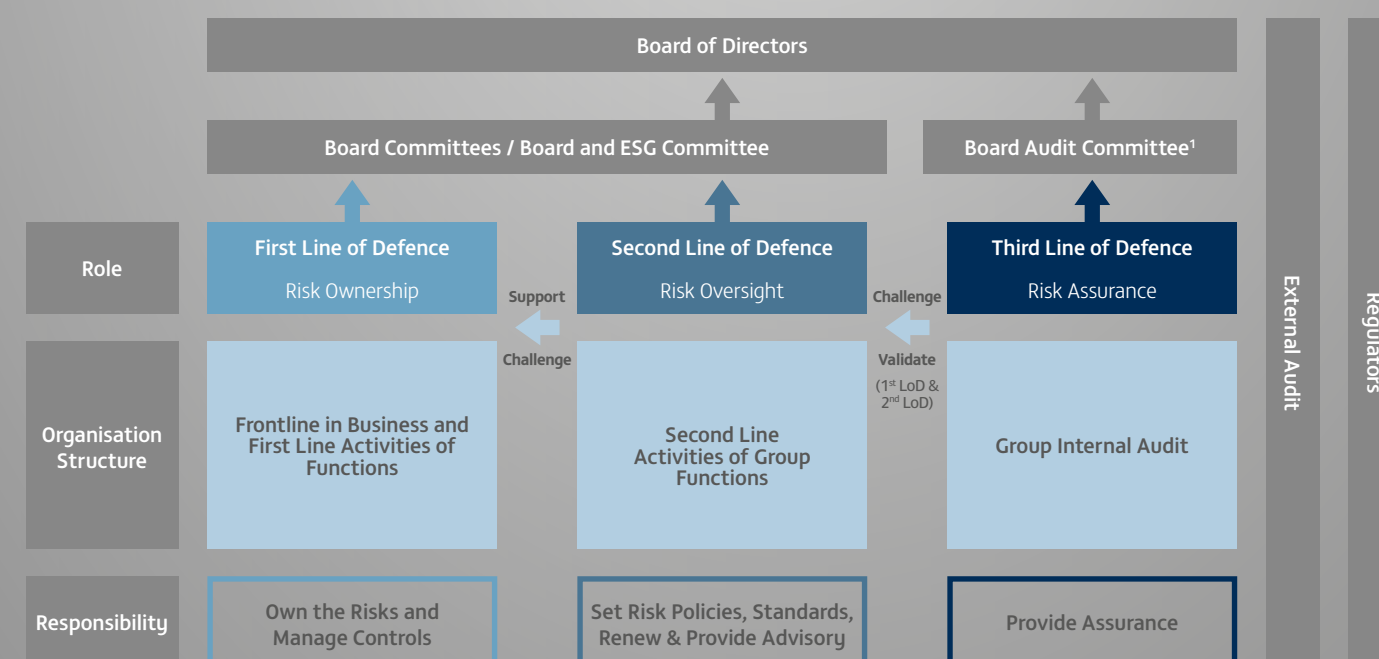 Board of Directors
Board Committees / Board and ESG Committee
Board Audit Committee¹
Role
First Line of Defence
Risk Ownership
Support
Challenge
Second Line of Defence
Risk Oversight
Challenge
Validate
(1st LoD &
2nd LoD)
Third Line of Defence
Risk Assurance
Organisation
Structure
Frontline in Business and
First Line Activities of
Functions
Second Line
Activities of Group
Functions
Group Internal Audit
Responsibility
Own the Risks and
Manage Controls
Set Risk Policies, Standards,
Renew & Provide Advisory
Provide Assurance
External Audit
Regulators